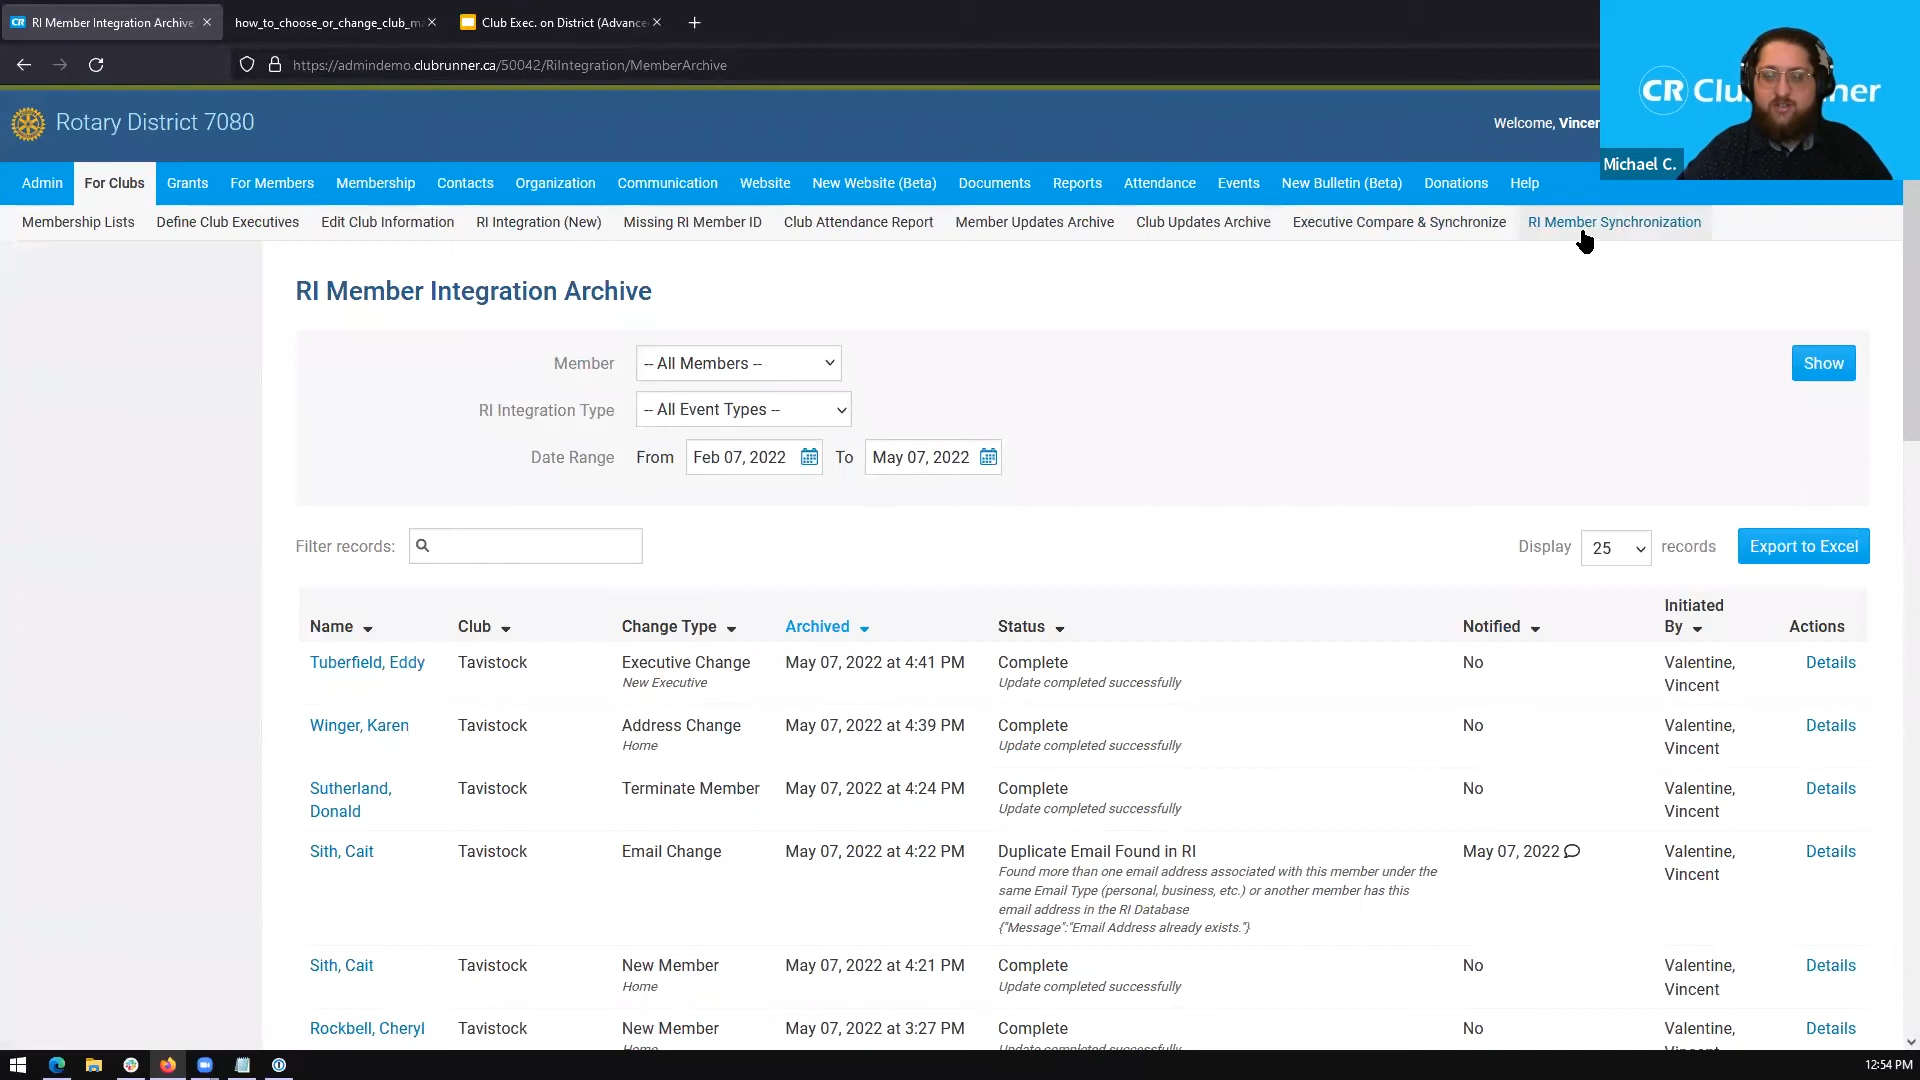 RI Member Integration Archive
how_to_choose_or_change_club_m
Club Exec. on District (Advance
https://admindemo.clubrunner.ca/50042/RiIntegration/MemberArchive
Rotary District 7080
Welcome, Vincen
CR
Michael C.
Admin For Clubs Grants For Members Membership Contacts Organization Communication Website New Website (Beta) Documents Reports Attendance Events New Bulletin (Beta) Donations Help
Membership Lists Define Club Executives Edit Club Information RI Integration (New) Missing RI Member ID Club Attendance Report Member Updates Archive Club Updates Archive Executive Compare & Synchronize RI Member Synchronization
RI Member Integration Archive
Member -- All Members -- Show
RI Integration Type -- All Event Types --
Date Range From Feb 07, 2022 To May 07, 2022
Filter records: Display 25 records Export to Excel
Name Club Change Type Archived Status Notified Initiated By Actions
Tuberfield, Eddy Tavistock Executive Change May 07, 2022 at 4:41 PM Complete No Valentine, Details
New Executive Update completed successfully Vincent
Winger, Karen Tavistock Address Change May 07, 2022 at 4:39 PM Complete No Valentine, Details
Home Update completed successfully Vincent
Sutherland, Tavistock Terminate Member May 07, 2022 at 4:24 PM Complete No Valentine, Details
Donald Update completed successfully Vincent
Sith, Cait Tavistock Email Change May 07, 2022 at 4:22 PM Duplicate Email Found in RI May 07, 2022 Valentine, Details
Found more than one email address associated with this member under the Vincent
same Email Type (personal, business, etc.) or another member has this
email address in the RI Database
{"Message":"Email Address already exists."}
Sith, Cait Tavistock New Member May 07, 2022 at 4:21 PM Complete No Valentine, Details
Home Update completed successfully Vincent
Rockbell, Cheryl Tavistock New Member May 07, 2022 at 3:27 PM Complete No Valentine, Details
Home Update completed successfully Vincent
12:54 PM